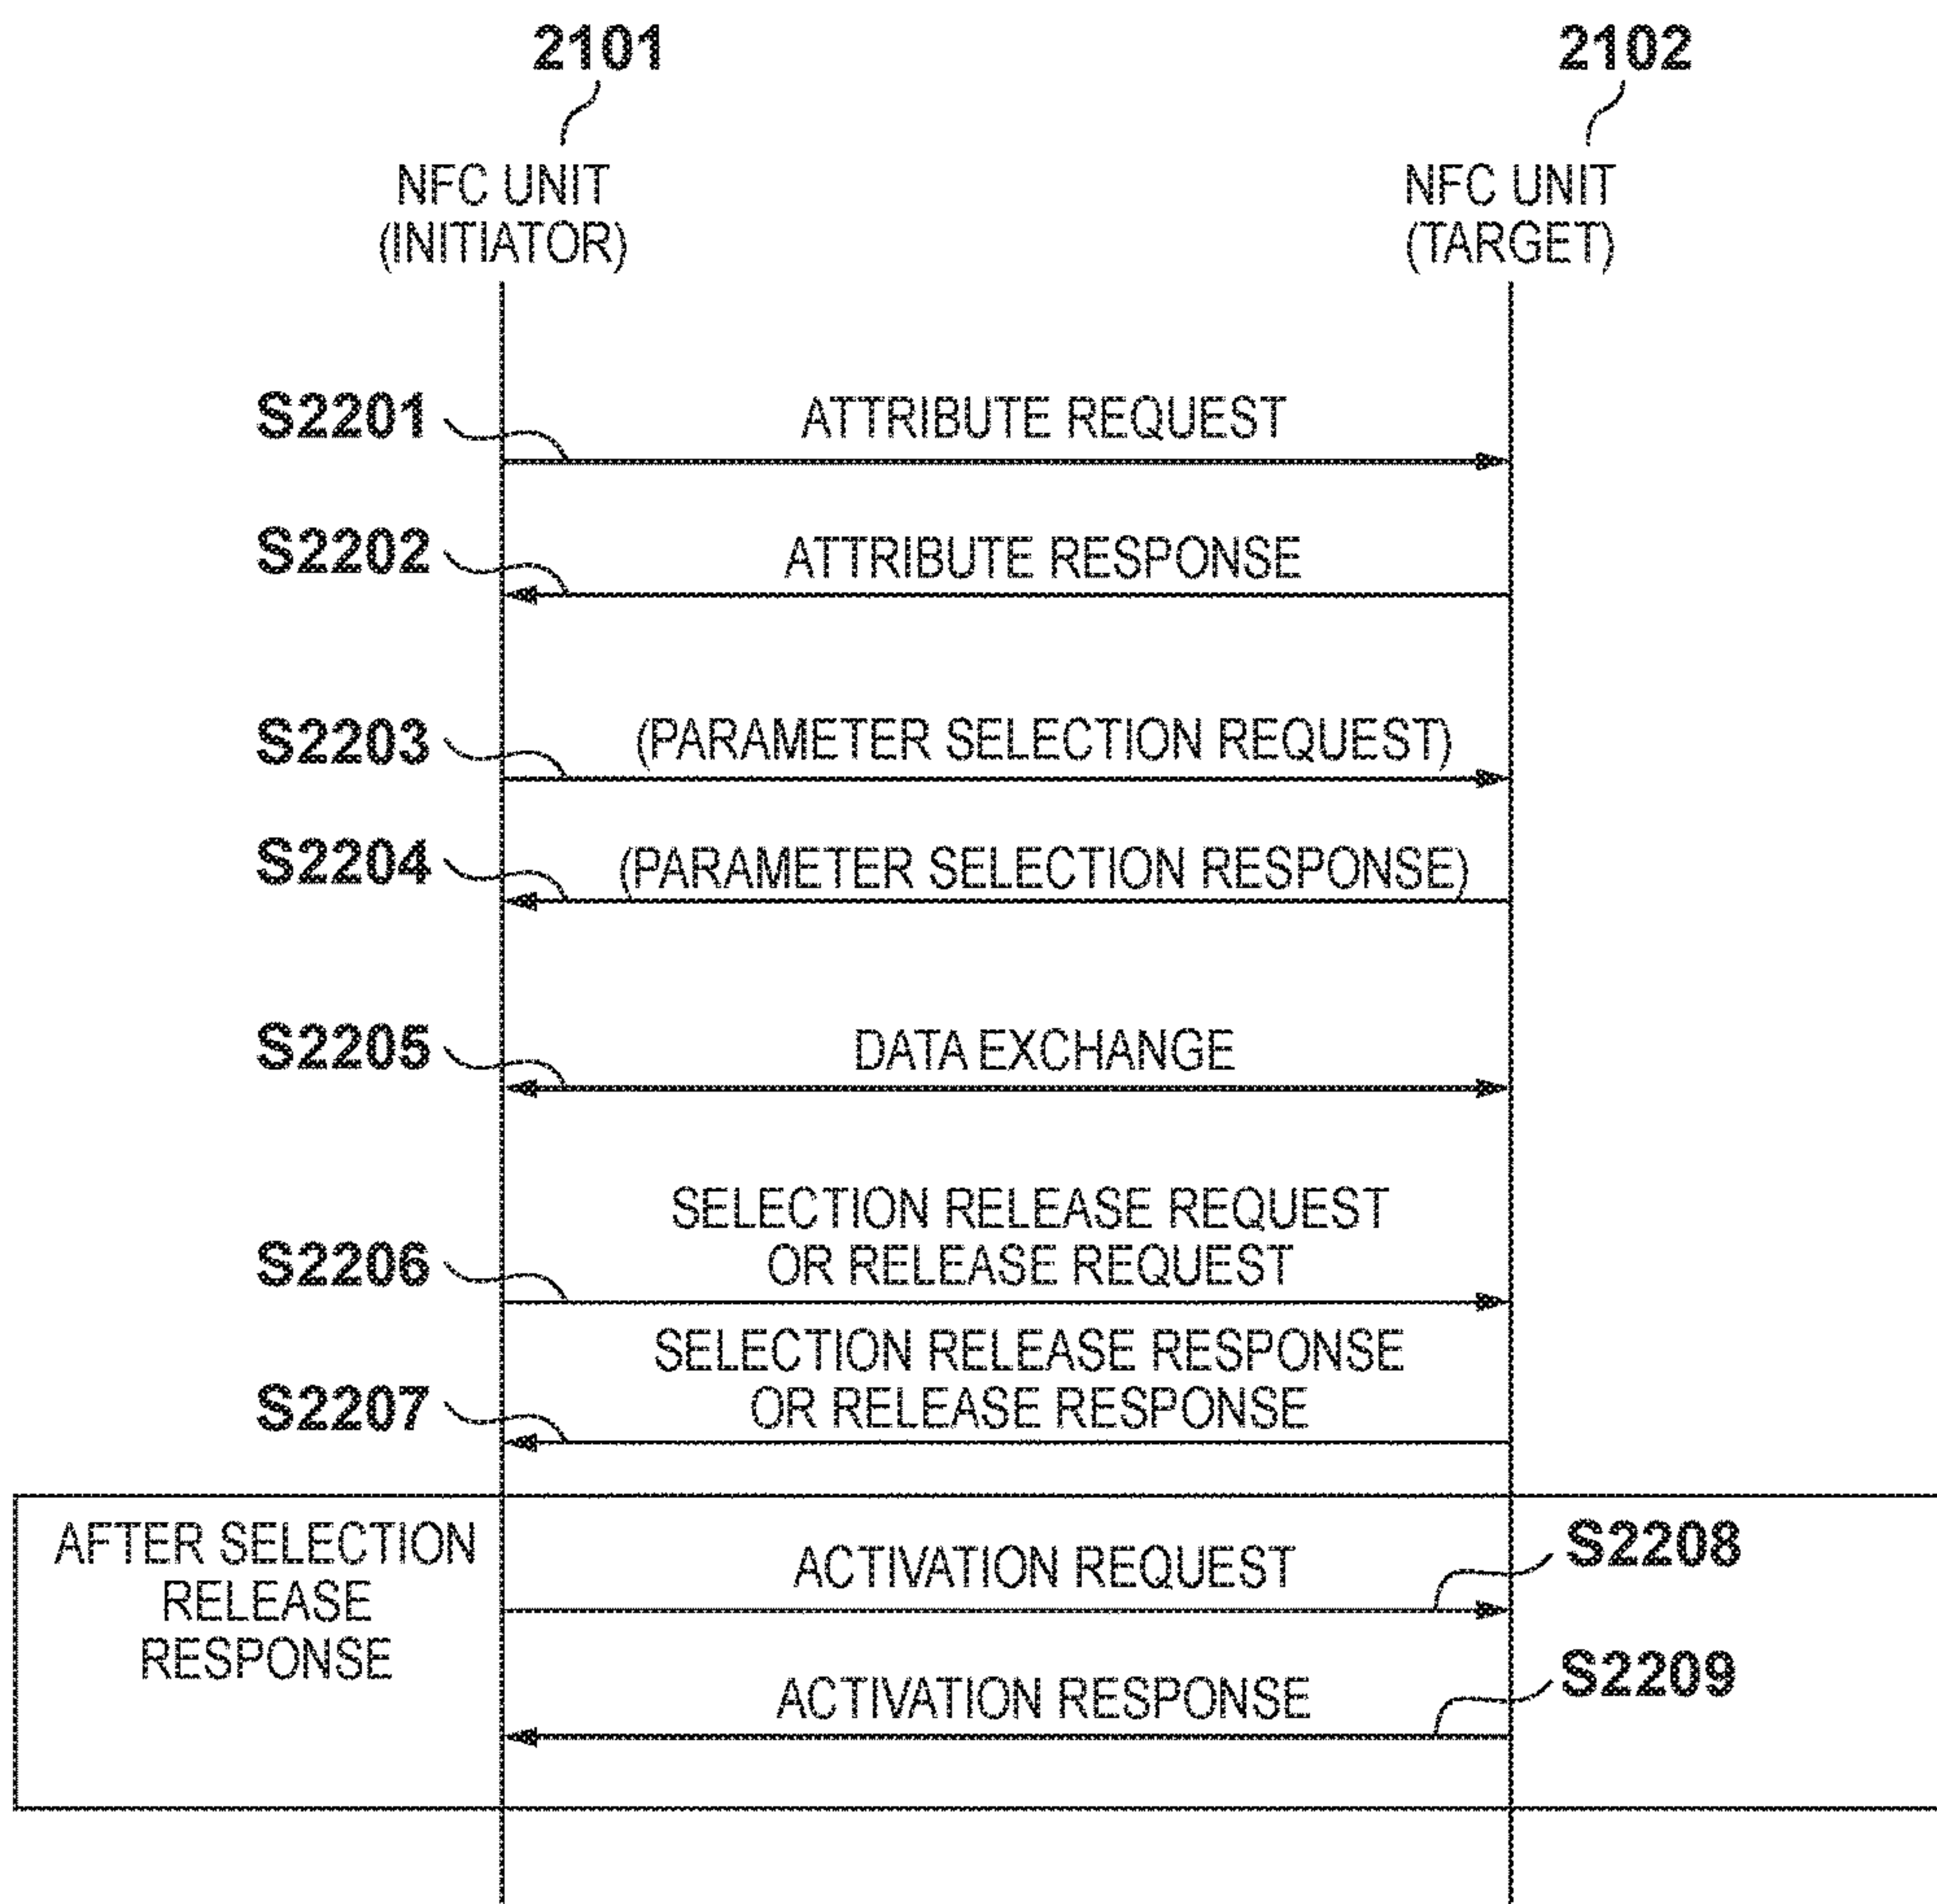 2101
2102
NFC UNIT
(INITIATOR)
NFC UNIT
(TARGET)
S2201
ATTRIBUTE REQUEST
S2202
ATTRIBUTE RESPONSE
S2203
(PARAMETER SELECTION REQUEST)
S2204
(PARAMETER SELECTION RESPONSE)
S2205
DATA EXCHANGE
S2206
SELECTION RELEASE REQUEST
OR RELEASE REQUEST
S2207
SELECTION RELEASE RESPONSE
OR RELEASE RESPONSE
AFTER SELECTION
RELEASE
RESPONSE
ACTIVATION REQUEST
S2208
ACTIVATION RESPONSE
S2209